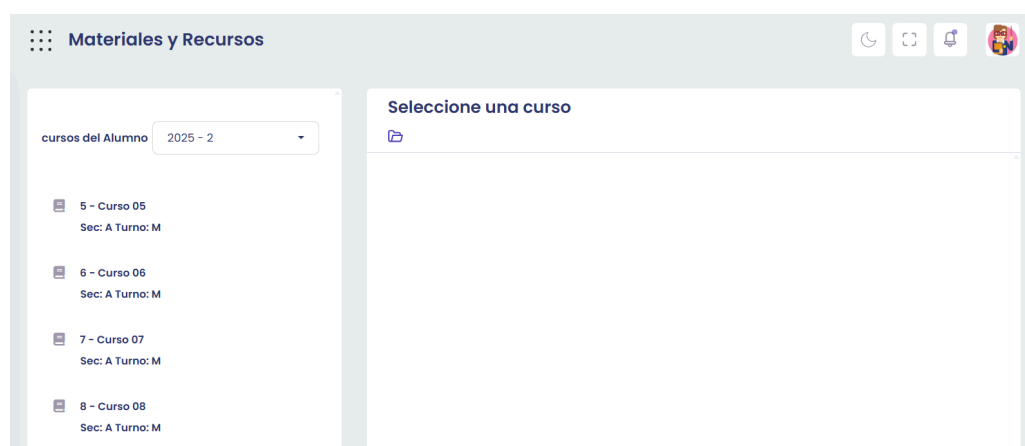 Materiales y Recursos
cursos del Alumno 2025 - 2
5 - Curso 05
Sec: A Turno: M
6 - Curso 06
Sec: A Turno: M
7 - Curso 07
Sec: A Turno: M
8 - Curso 08
Sec: A Turno: M
Seleccione una curso